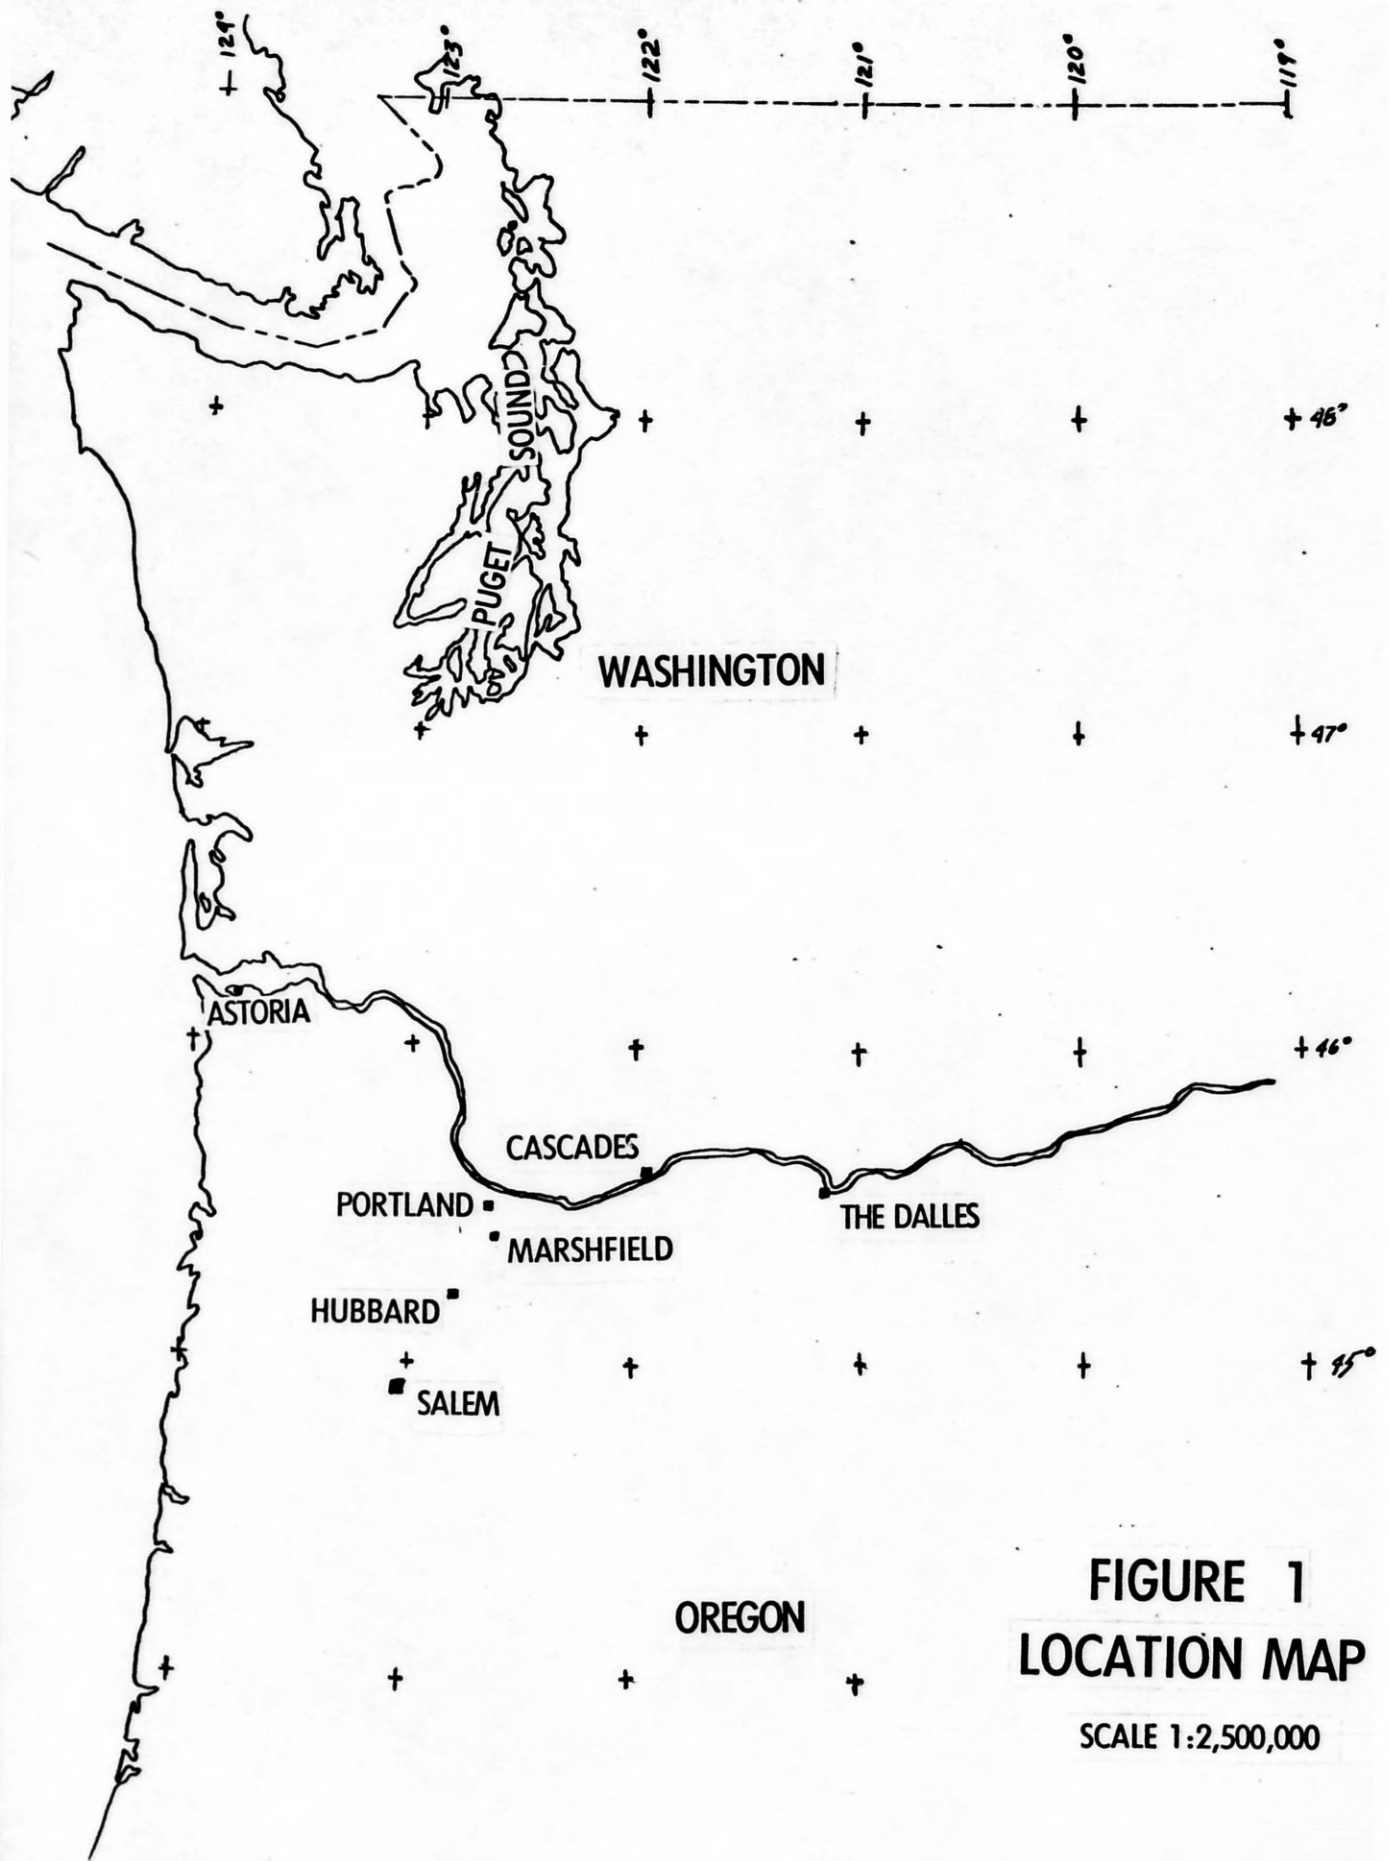 124°
123°
122°
121°
120°
119°
SOUND
PUGET
48°
WASHINGTON
47°
ASTORIA
46°
CASCADES
PORTLAND
THE DALLES
MARSHFIELD
HUBBARD
45°
SALEM
OREGON
FIGURE 1
LOCATION MAP
SCALE 1:2,500,000